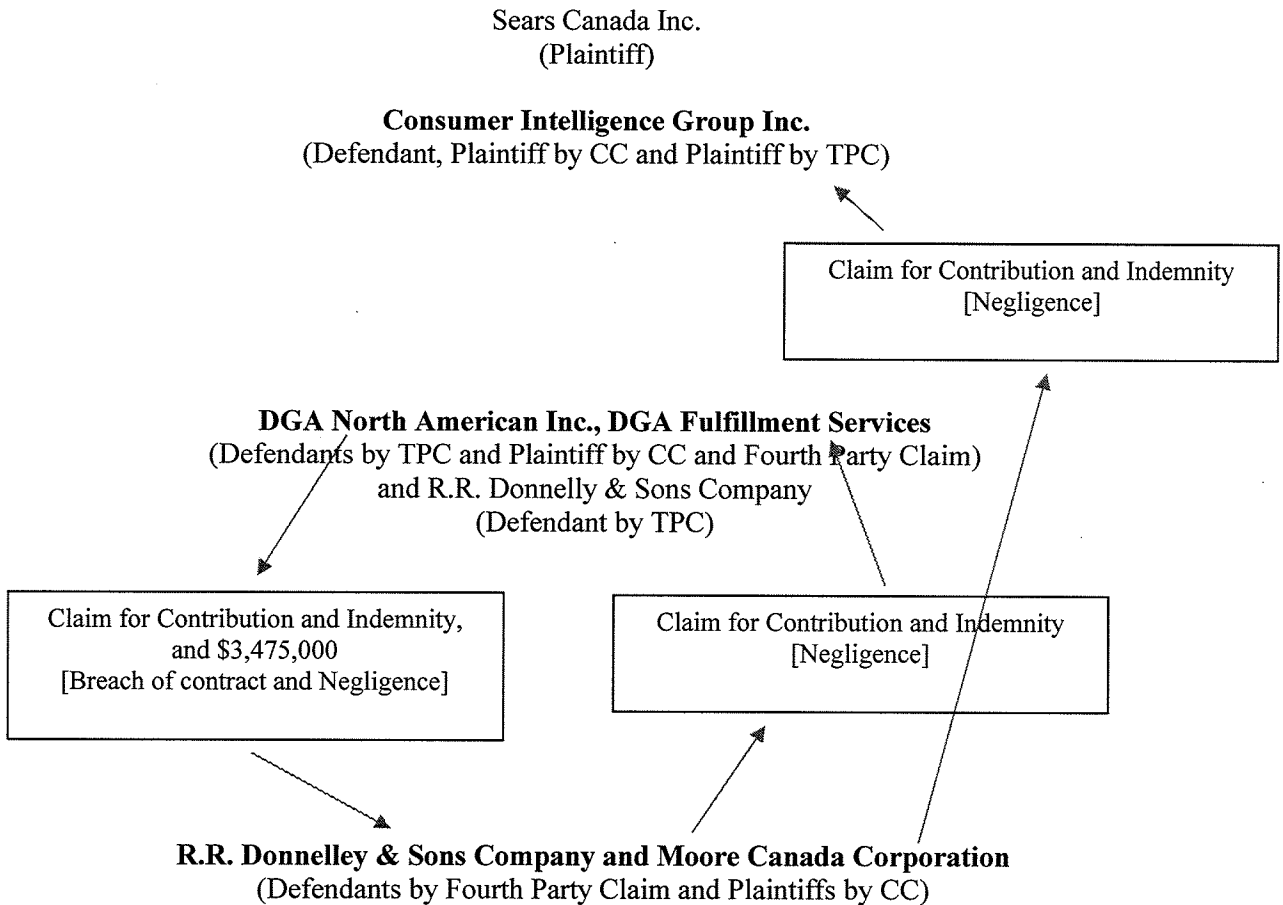 Sears Canada Inc.
(Plaintiff)
Consumer Intelligence Group Inc.
(Defendant, Plaintiff by CC and Plaintiff by TPC)
Claim for Contribution and Indemnity
[Negligence]
DGA North American Inc., DGA Fulfillment Services
(Defendants by TPC and Plaintiff by CC and Fourth Party Claim)
and R.R. Donnelly & Sons Company
(Defendant by TPC)
Claim for Contribution and Indemnity,
and $3,475,000
[Breach of contract and Negligence]
Claim for Contribution and Indemnity
[Negligence]
R.R. Donnelley & Sons Company and Moore Canada Corporation
(Defendants by Fourth Party Claim and Plaintiffs by CC)